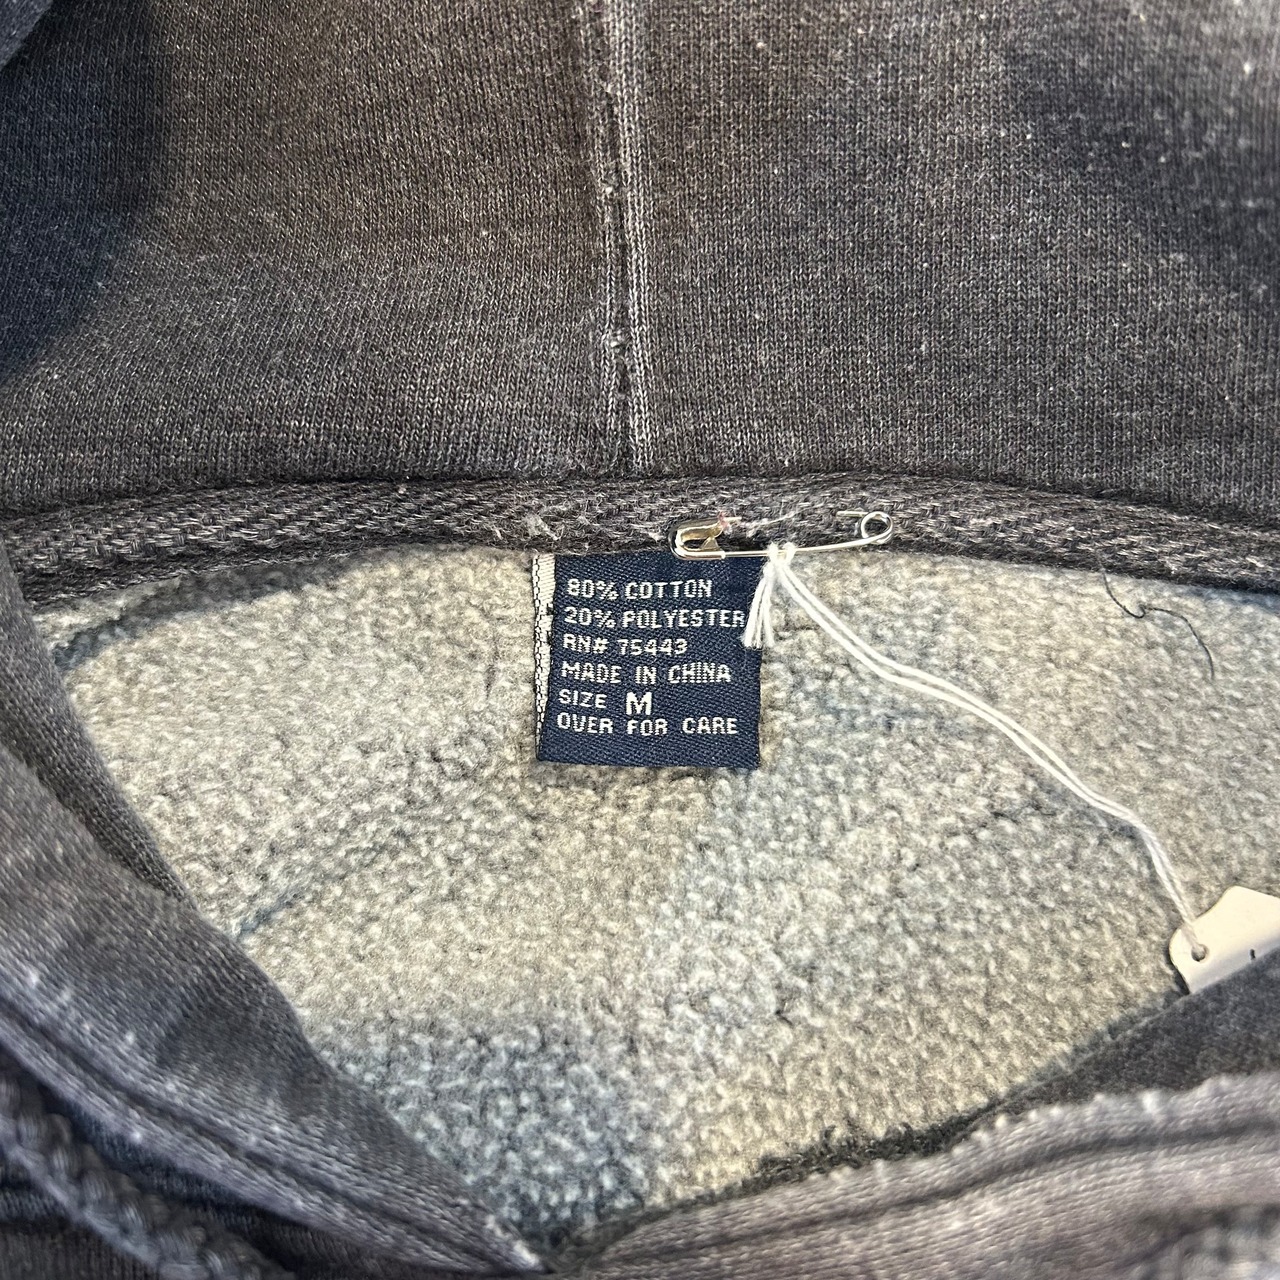 80% COTTON
20% POLYESTER
RN# 75443
MADE IN CHINA
SIZE M
OVER FOR CARE